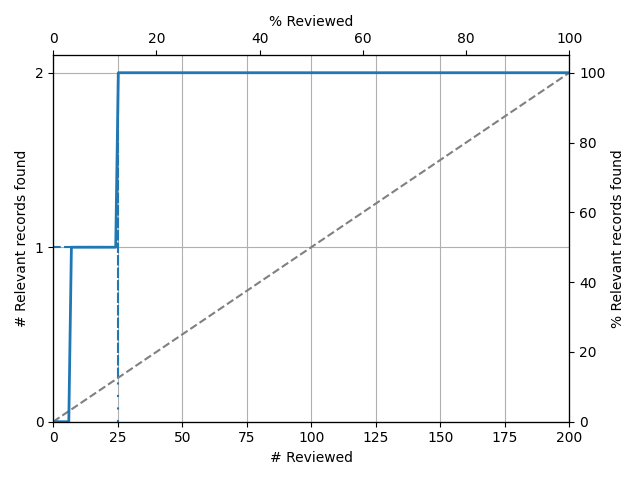 % Reviewed
0 20 40 60 80 100
2 100
80
# Relevant records found
60
% Relevant records found
1
40
20
0 0
0 25 50 75 100 125 150 175 200
# Reviewed